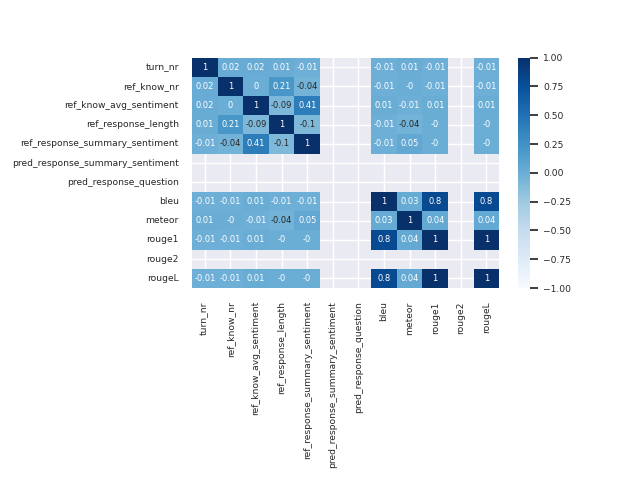 turn_nr 1 0.02 0.02 0.01 -0.01 -0.01 0.01 -0.01 -0.01
ref_know_nr 0.02 1 0 0.21 -0.04 -0.01 -0 -0.01 -0.01
ref_know_avg_sentiment 0.02 0 1 -0.09 0.41 0.01 -0.01 0.01 0.01
ref_response_length 0.01 0.21 -0.09 1 -0.1 -0.01 -0.04 -0 -0
ref_response_summary_sentiment -0.01 -0.04 0.41 -0.1 1 -0.01 0.05 -0 -0
pred_response_summary_sentiment
pred_response_question
bleu -0.01 -0.01 0.01 -0.01 -0.01 1 0.03 0.8 0.8
meteor 0.01 -0 -0.01 -0.04 0.05 0.03 1 0.04 0.04
rouge1 -0.01 -0.01 0.01 -0 -0 0.8 0.04 1 1
rouge2
rougeL -0.01 -0.01 0.01 -0 -0 0.8 0.04 1 1
turn_nr
ref_know_nr
ref_know_avg_sentiment
ref_response_length
ref_response_summary_sentiment
pred_response_summary_sentiment
pred_response_question
bleu
meteor
rouge1
rouge2
rougeL
1.00
0.75
0.50
0.25
0.00
−0.25
−0.50
−0.75
−1.00